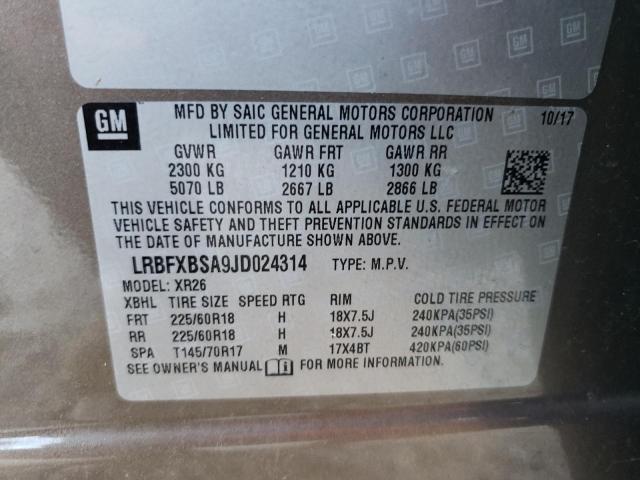 GM
GM
MFD BY SAIC GENERAL MOTORS CORPORATION 10/17
LIMITED FOR GENERAL MOTORS LLC
GVWR GAWR FRT GAWR RR
2300 KG 1210 KG 1300 KG
5070 LB 2667 LB 2866 LB
THIS VEHICLE CONFORMS TO ALL APPLICABLE U.S. FEDERAL MOTOR
VEHICLE SAFETY AND THEFT PREVENTION STANDARDS IN EFFECT ON
THE DATE OF MANUFACTURE SHOWN ABOVE.
LRBFXBSA9JD024314 TYPE: M.P.V.
MODEL: XR26
XBHL TIRE SIZE SPEED RTG RIM COLD TIRE PRESSURE
FRT 225/60R18 H 18X7.5J 240KPA(35PSI)
RR 225/60R18 H 18X7.5J 240KPA(35PSI)
SPA T145/70R17 M 17X4BT 420KPA(60PSI)
SEE OWNER'S MANUAL FOR MORE INFORMATION.